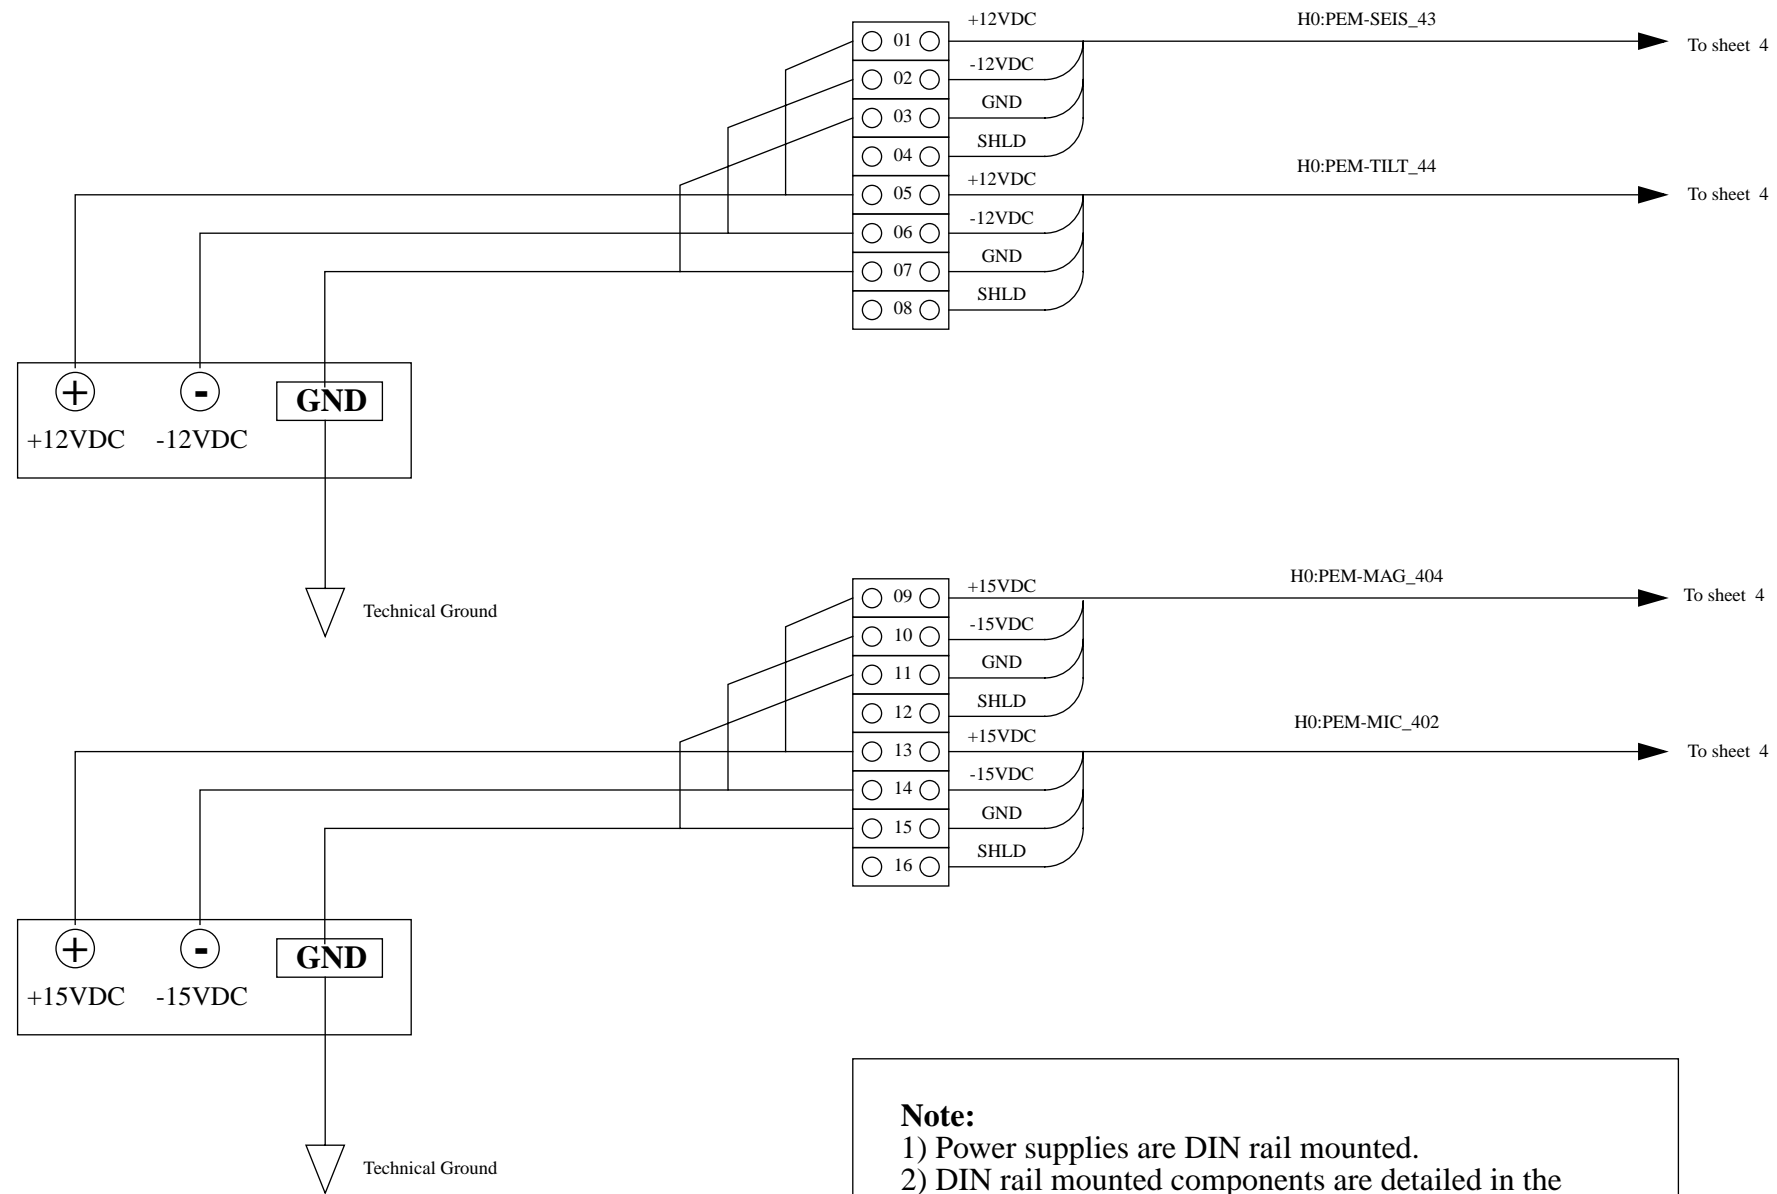 +12VDC H0:PEM-SEIS_43
01 To sheet 4
-12VDC
02
GND
03
SHLD
04
+12VDC H0:PEM-TILT_44
05 To sheet 4
-12VDC
06
GND
07
SHLD
08
+ - GND
+12VDC -12VDC
Technical Ground
+15VDC H0:PEM-MAG_404
09 To sheet 4
-15VDC
10
GND
11
SHLD
12
+15VDC H0:PEM-MIC_402
13 To sheet 4
-15VDC
14
GND
15
SHLD
16
+ - GND
+15VDC -15VDC
Technical Ground
Note:
1) Power supplies are DIN rail mounted.
2) DIN rail mounted components are detailed in the